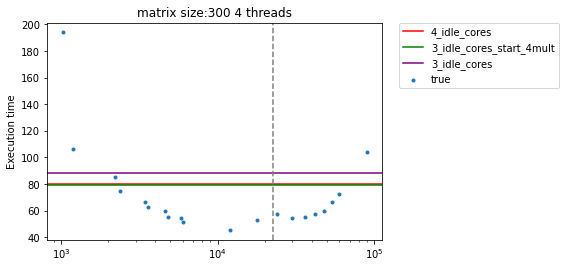 matrix size:300 4 threads
200
180
160
140
120
100
80
60
40
Execution time
10³
10⁴
10⁵
4_idle_cores
3_idle_cores_start_4mult
3_idle_cores
true